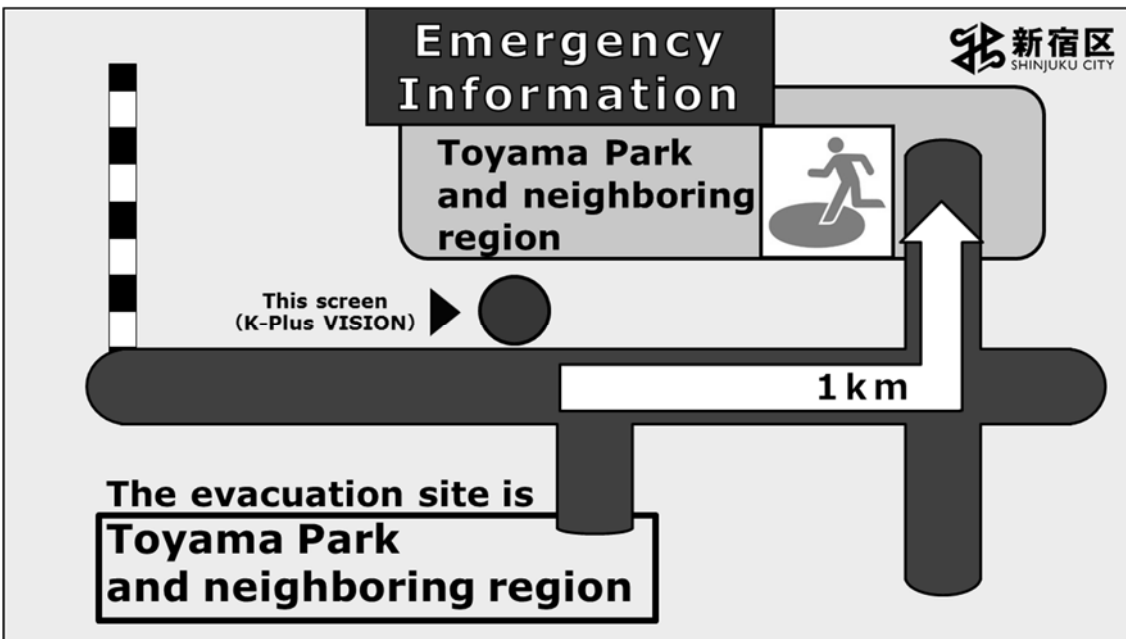 Emergency
Information
新宿区
SHINJUKU CITY
Toyama Park
and neighboring
region
This screen
(K-Plus VISION)
1km
The evacuation site is
Toyama Park
and neighboring region